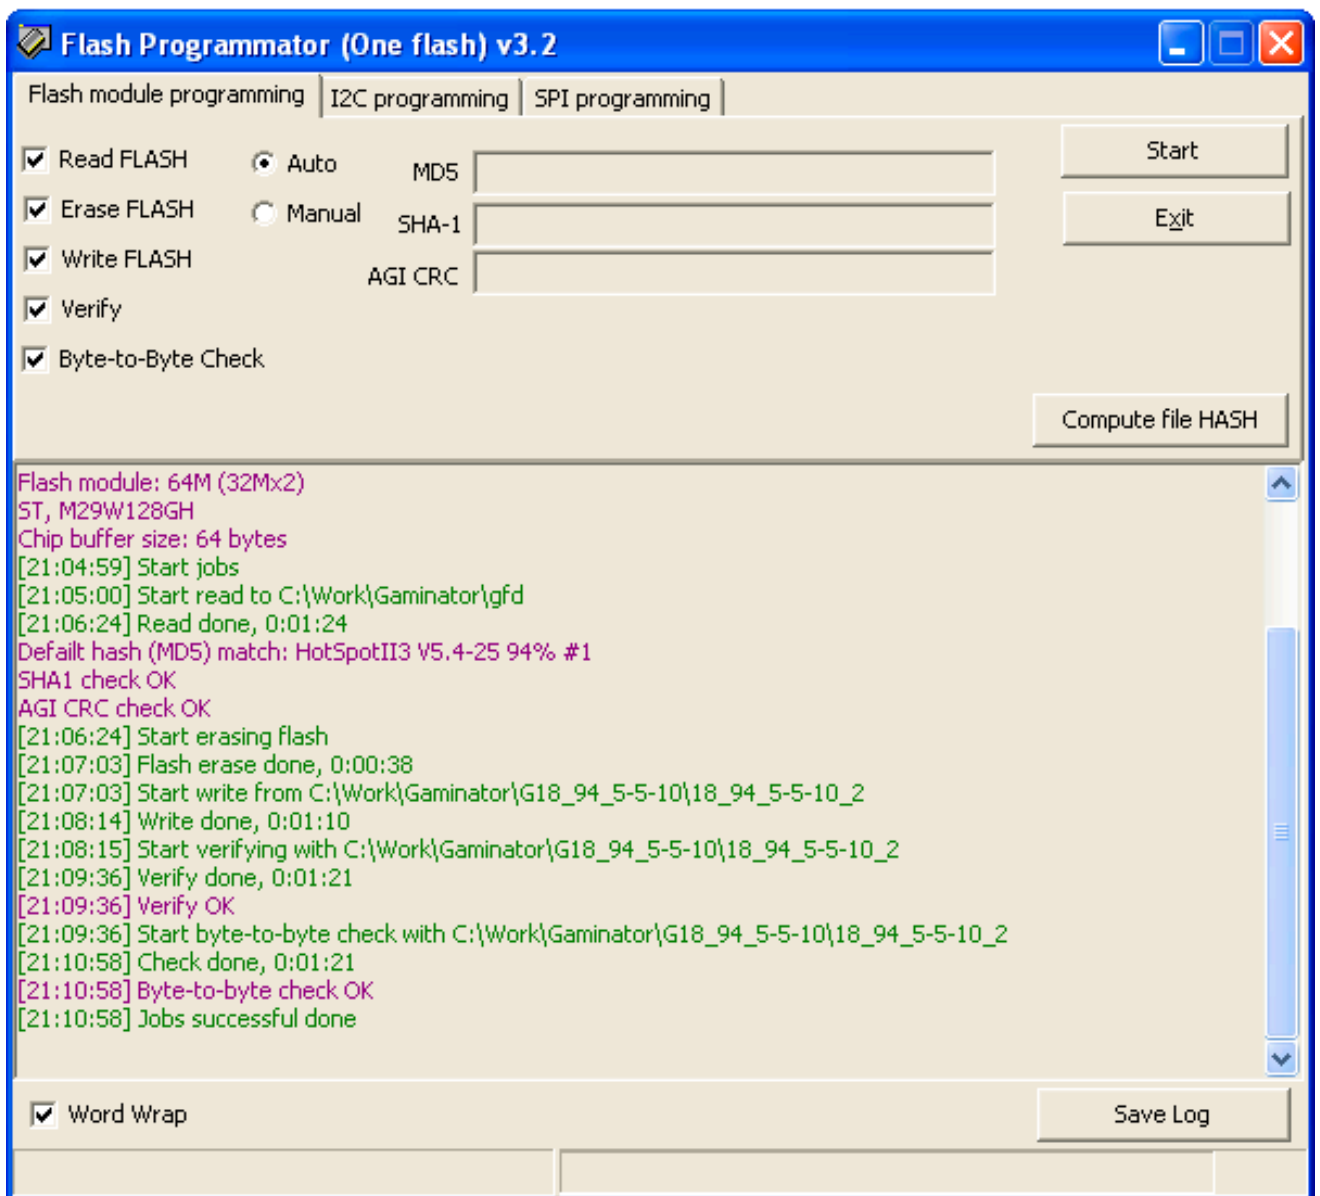 Flash Programmator (One flash) v3.2
Flash module programming
I2C programming
SPI programming
Read FLASH
Auto
MD5
Start
Erase FLASH
Manual
SHA-1
Exit
Write FLASH
AGI CRC
Verify
Byte-to-Byte Check
Compute file HASH
Flash module: 64M (32Mx2)
ST, M29W128GH
Chip buffer size: 64 bytes
[21:04:59] Start jobs
[21:05:00] Start read to C:\Work\Gaminator\gfd
[21:06:24] Read done, 0:01:24
Defailt hash (MD5) match: HotSpotII3 V5.4-25 94% #1
SHA1 check OK
AGI CRC check OK
[21:06:24] Start erasing flash
[21:07:03] Flash erase done, 0:00:38
[21:07:03] Start write from C:\Work\Gaminator\G18_94_5-5-10\18_94_5-5-10_2
[21:08:14] Write done, 0:01:10
[21:08:15] Start verifying with C:\Work\Gaminator\G18_94_5-5-10\18_94_5-5-10_2
[21:09:36] Verify done, 0:01:21
[21:09:36] Verify OK
[21:09:36] Start byte-to-byte check with C:\Work\Gaminator\G18_94_5-5-10\18_94_5-5-10_2
[21:10:58] Check done, 0:01:21
[21:10:58] Byte-to-byte check OK
[21:10:58] Jobs successful done
Word Wrap
Save Log